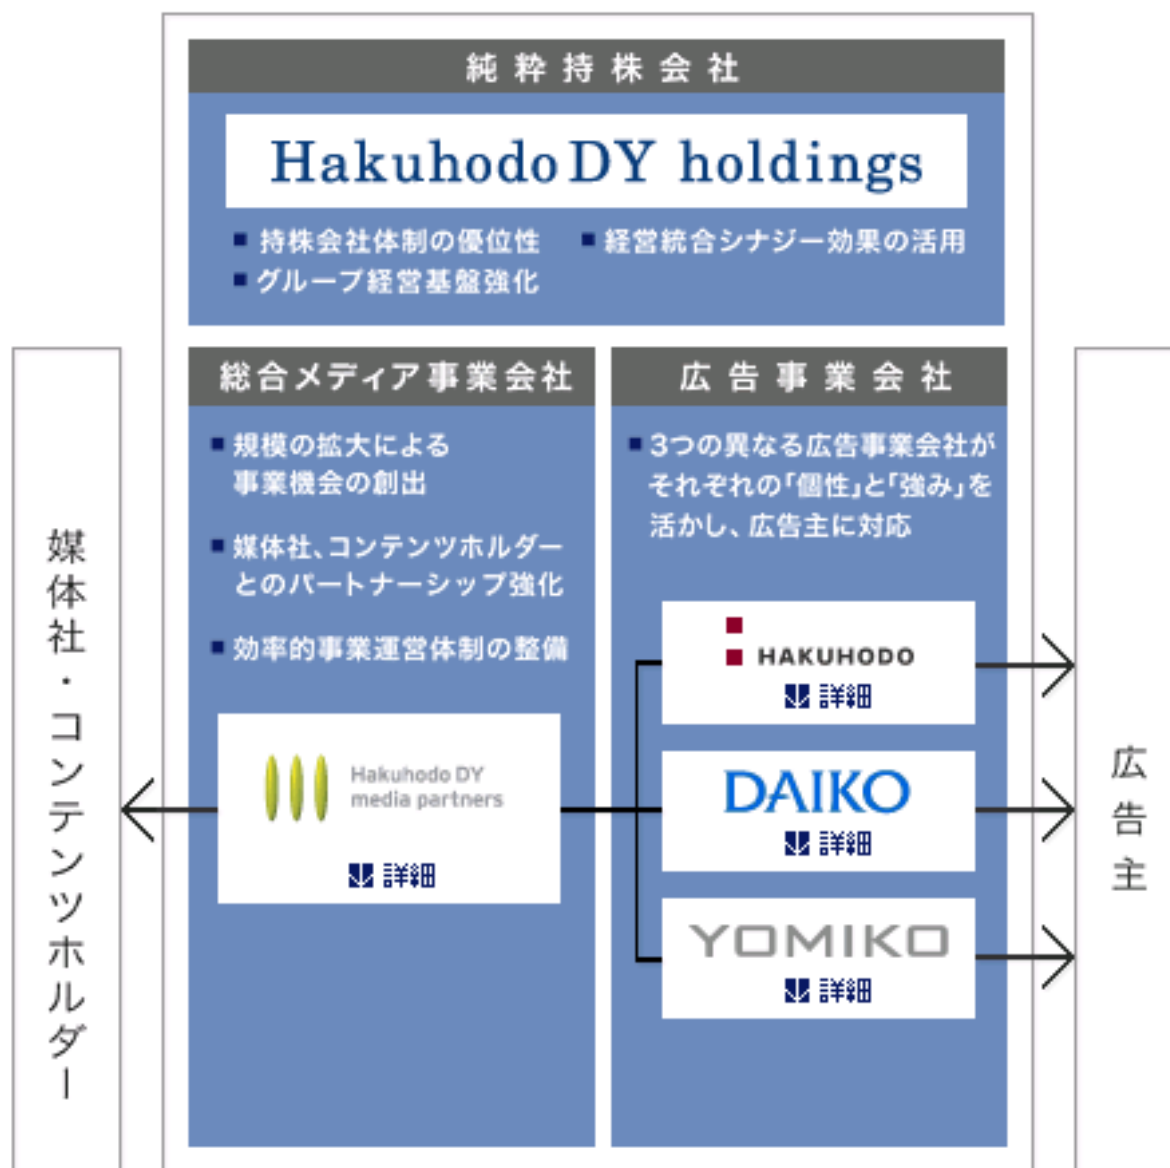 純粋持株会社
Hakuhodo DY holdings
■ 持株会社体制の優位性
■ 経営統合シナジー効果の活用
■ グループ経営基盤強化
総合メディア事業会社
■ 規模の拡大による
事業機会の創出
■ 媒体社、コンテンツホルダー
とのパートナーシップ強化
■ 効率的事業運営体制の整備
Hakuhodo DY
media partners
詳細
広告事業会社
■ 3つの異なる広告事業会社が
それぞれの「個性」と「強み」を
活かし、広告主に対応
HAKUHODO
詳細
DAIKO
詳細
YOMIKO
詳細
媒体社・コンテンツホルダー
広告主